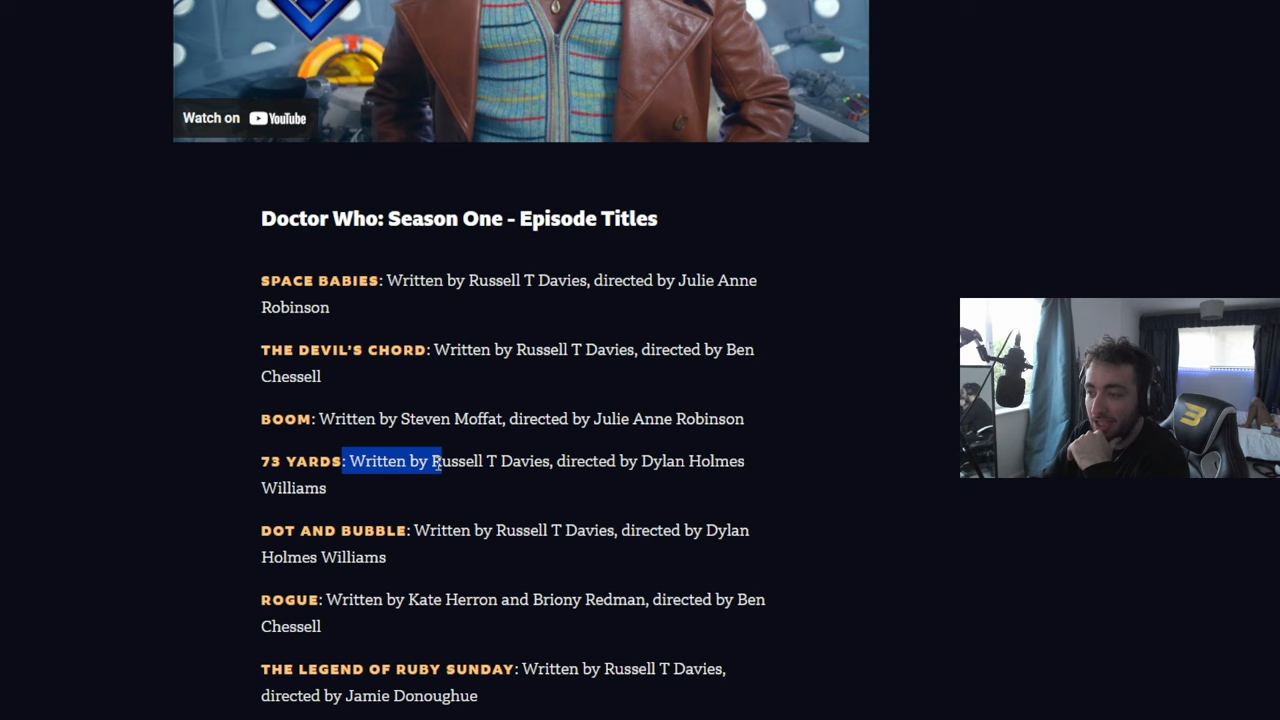 Watch on YouTube
Doctor Who: Season One - Episode Titles
SPACE BABIES: Written by Russell T Davies, directed by Julie Anne
Robinson
THE DEVIL'S CHORD: Written by Russell T Davies, directed by Ben
Chessell
BOOM: Written by Steven Moffat, directed by Julie Anne Robinson
73 YARDS: Written by Russell T Davies, directed by Dylan Holmes
Williams
DOT AND BUBBLE: Written by Russell T Davies, directed by Dylan
Holmes Williams
ROGUE: Written by Kate Herron and Briony Redman, directed by Ben
Chessell
THE LEGEND OF RUBY SUNDAY: Written by Russell T Davies,
directed by Jamie Donoughue